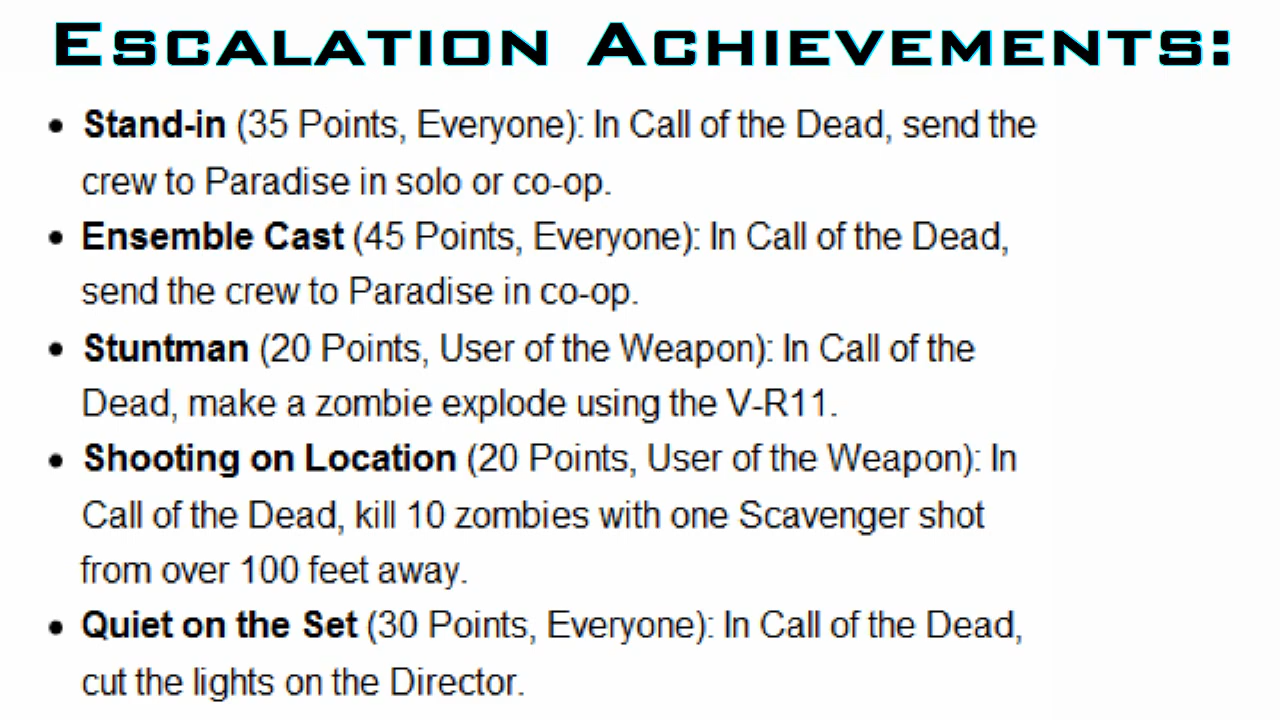 ESCALATION ACHIEVEMENTS:
• Stand-in (35 Points, Everyone): In Call of the Dead, send the
crew to Paradise in solo or co-op.
• Ensemble Cast (45 Points, Everyone): In Call of the Dead,
send the crew to Paradise in co-op.
• Stuntman (20 Points, User of the Weapon): In Call of the
Dead, make a zombie explode using the V-R11.
• Shooting on Location (20 Points, User of the Weapon): In
Call of the Dead, kill 10 zombies with one Scavenger shot
from over 100 feet away.
• Quiet on the Set (30 Points, Everyone): In Call of the Dead,
cut the lights on the Director.